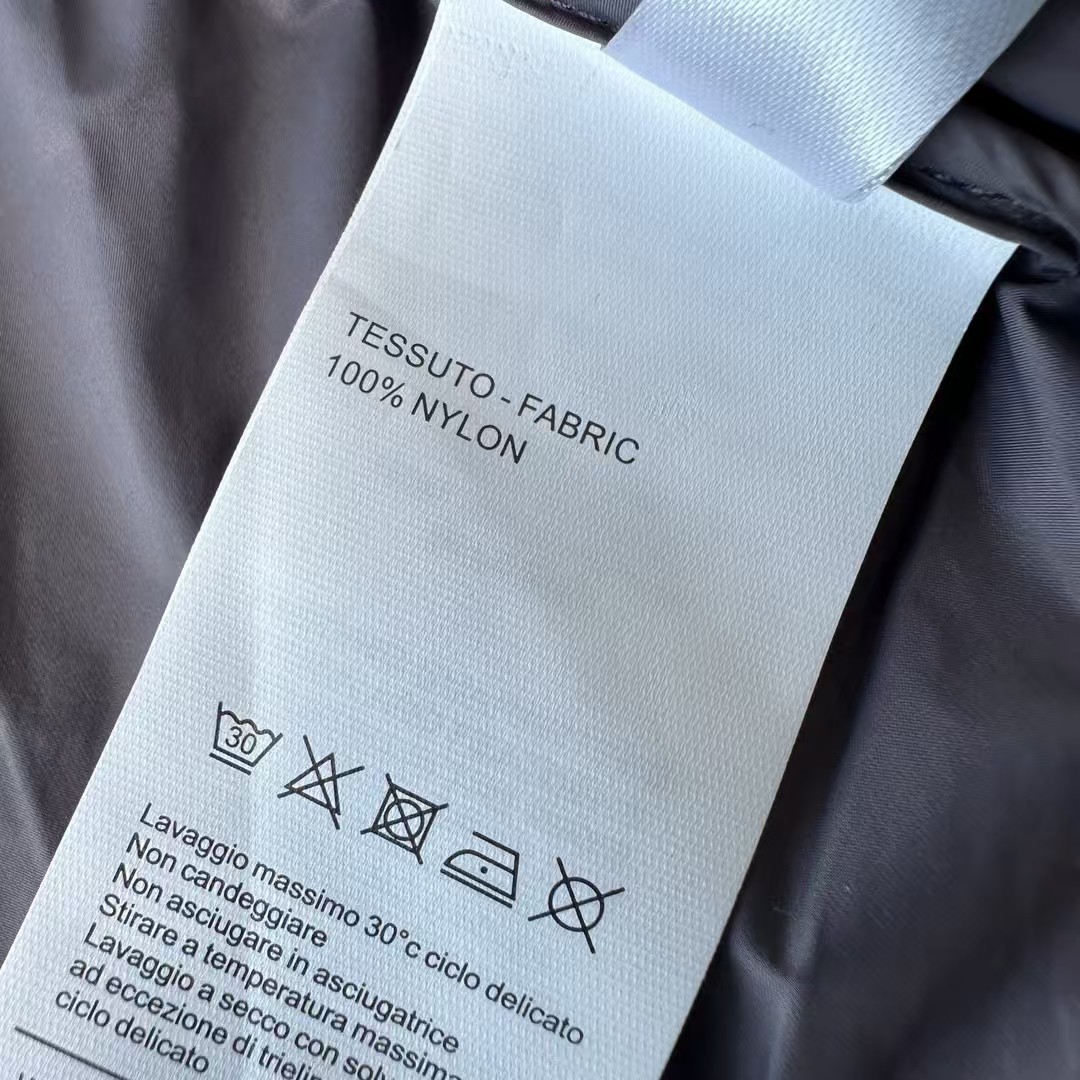 TESSUTO - FABRIC
100% NYLON
30
Lavaggio massimo 30°c ciclo delicato
Non candeggiare
Non asciugare in asciugatrice
Stirare a temperatura massima
Lavaggio a secco con
ad eccezione di
ciclo delicato